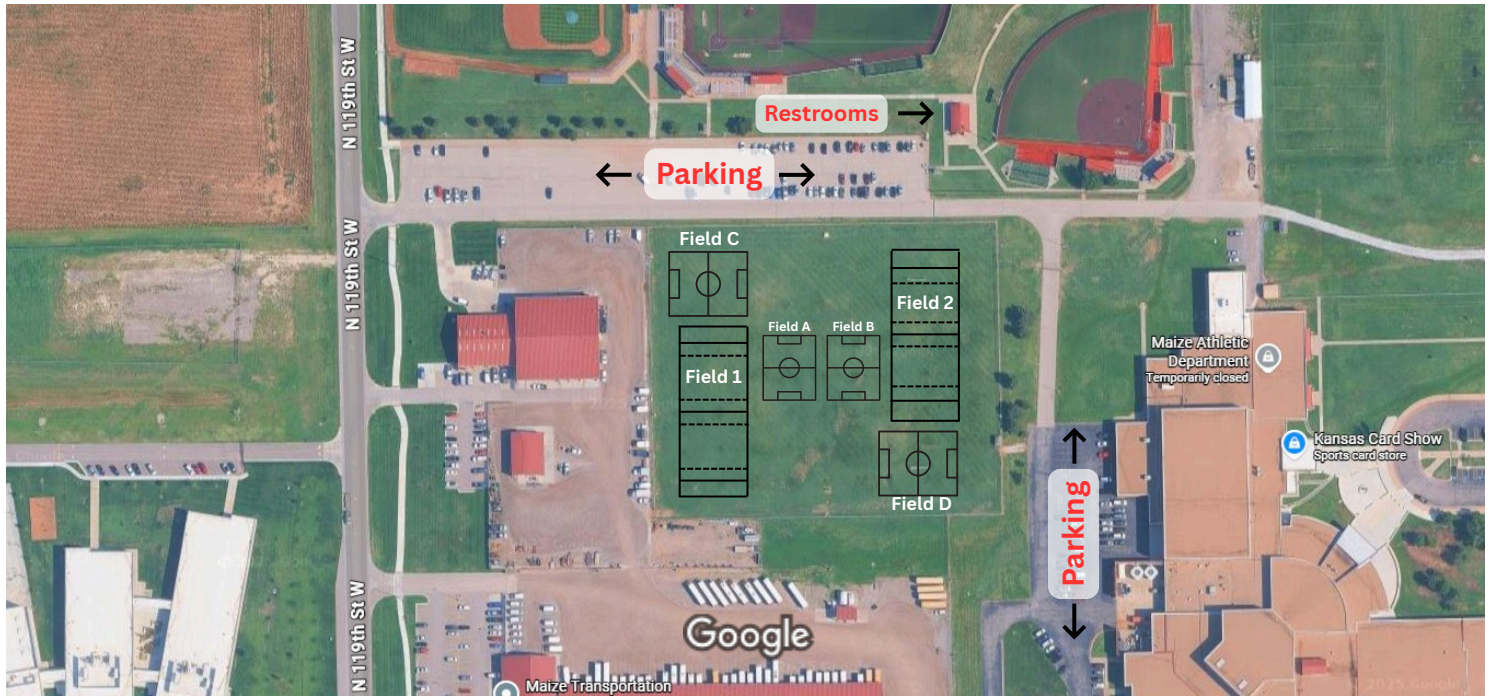 N 119th St W
Restrooms
Parking
N 119th St W
Field C
Field 2
Field A
Field B
Maize Athletic
Department
Temporarily closed
Field 1
Kansas Card Show
Sports card store
Parking
Field D
N 119th St W
Google
Maize Transportation